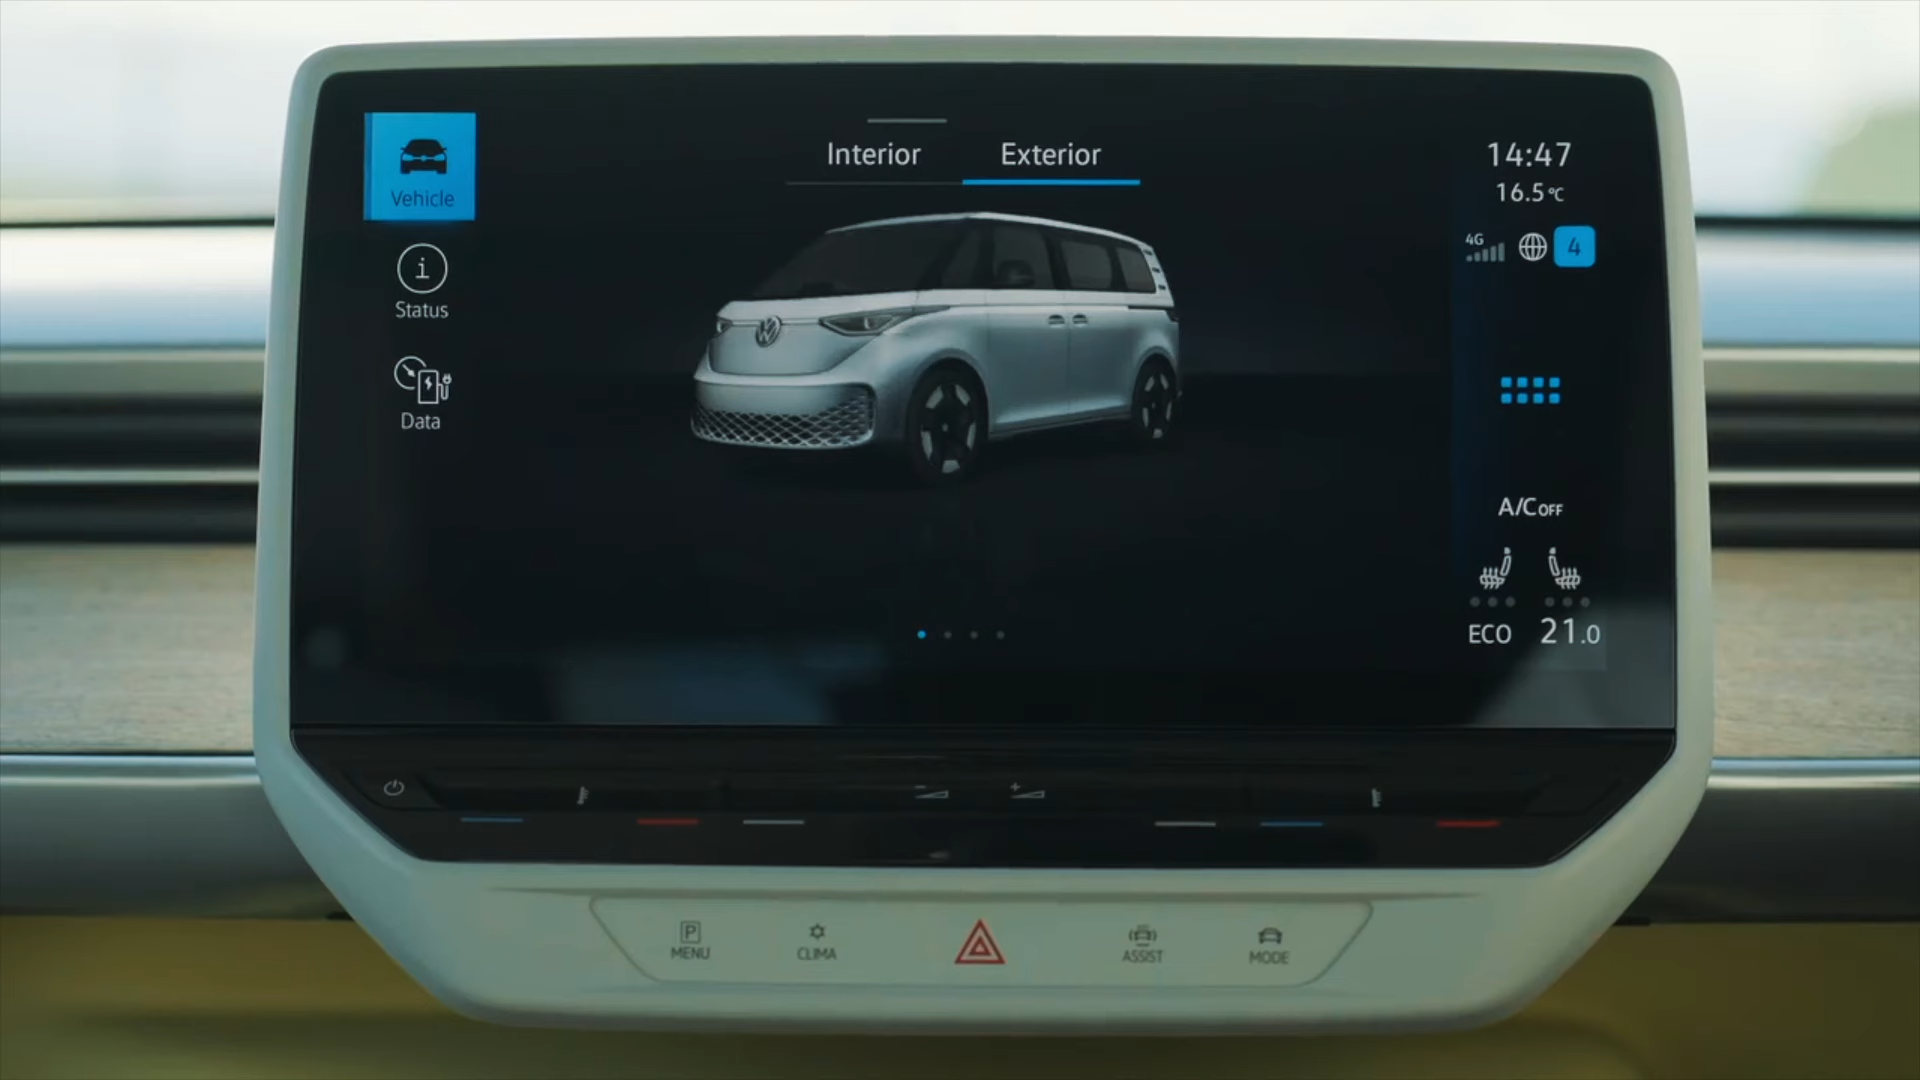 Vehicle
Status
Data
Interior
Exterior
14:47
16.5°C
4G
4
A/C OFF
ECO
21.0
P
MENU
CLIMA
ASSIST
MODE